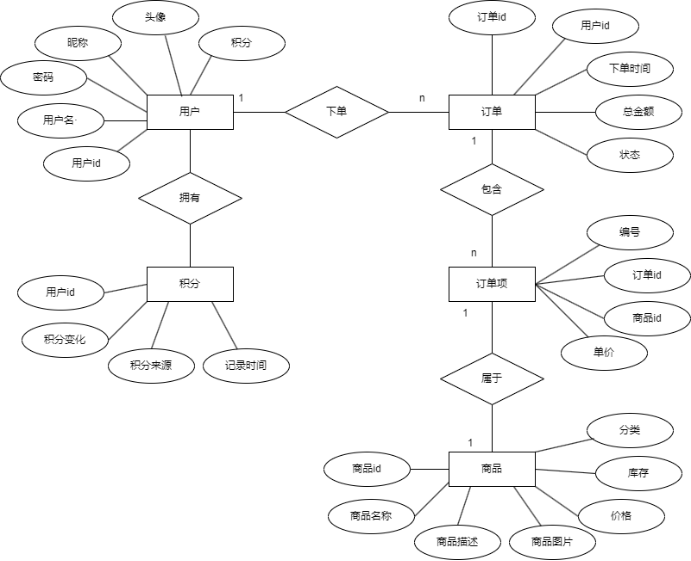 头像
订单id
用户id
昵称
积分
密码
下单时间
用户
1
下单
n
订单
总金额
用户名·
1
状态
用户id
拥有
包含
编号
n
用户id
积分
订单项
订单id
1
商品id
积分变化
积分来源
记录时间
单价
属于
分类
1
商品id
商品
库存
商品名称
价格
商品描述
商品图片